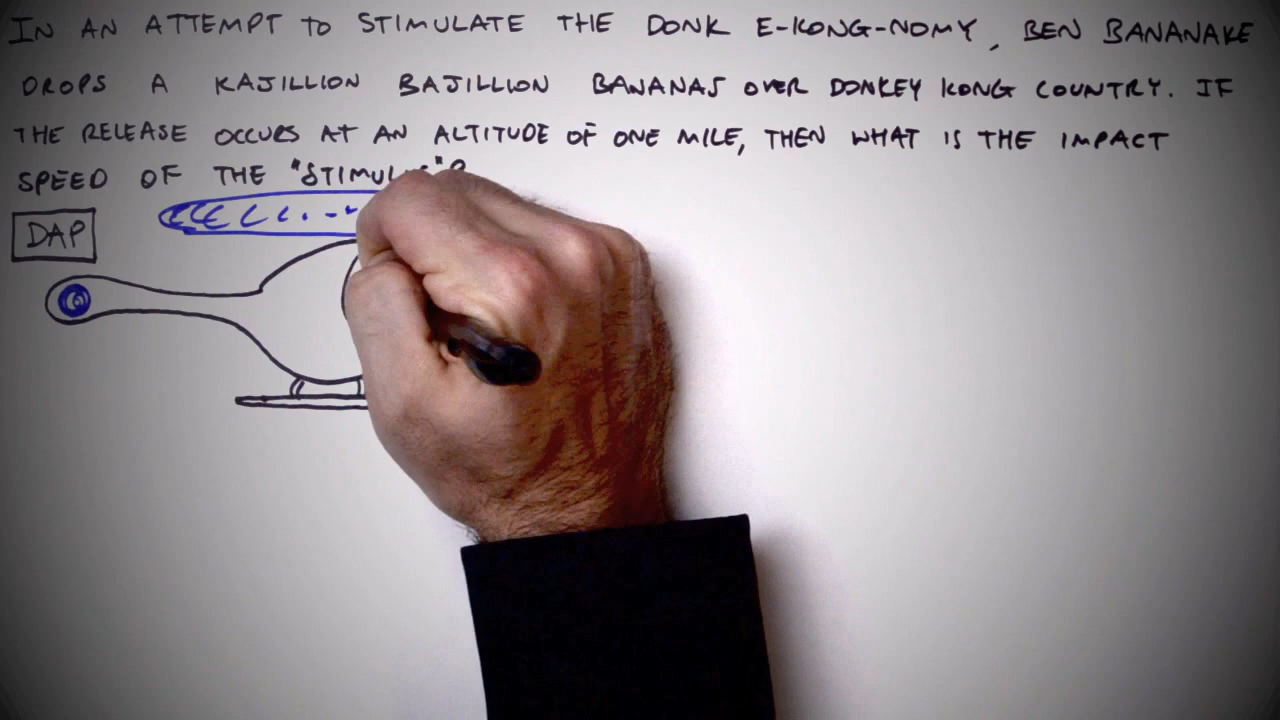 IN AN ATTEMPT TO STIMULATE THE DONK E-KONG-NOMY, BEN BANANAKE
DROPS A KAJILLION BAJILLION BANANAS OVER DONKEY KONG COUNTRY. IF
THE RELEASE OCCURS AT AN ALTITUDE OF ONE MILE, THEN WHAT IS THE IMPACT
SPEED OF THE
DAP